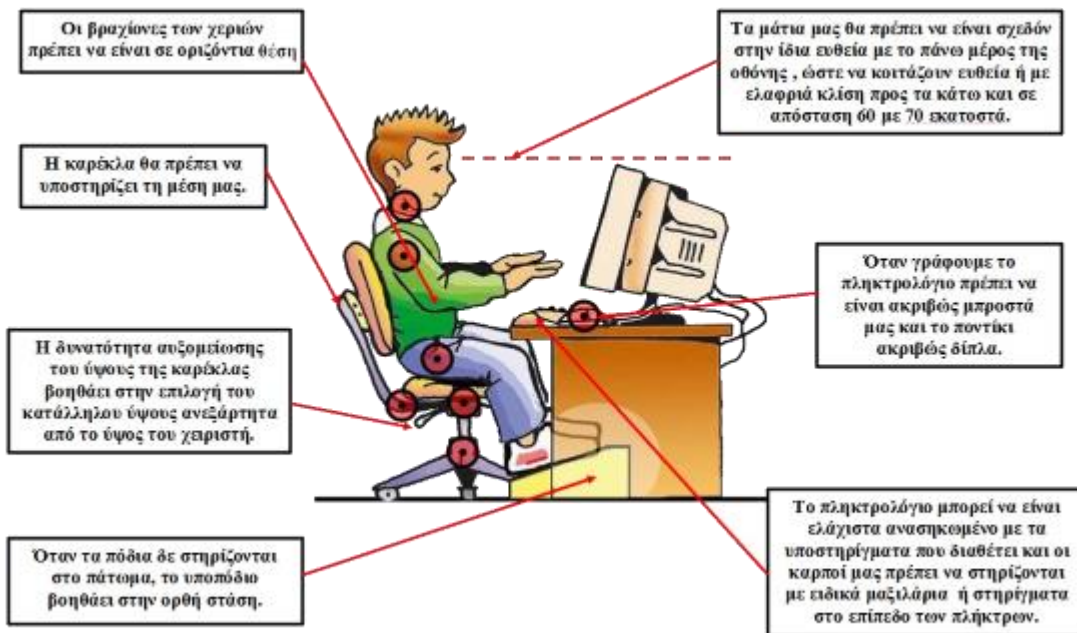 Οι βραχίονες των χεριών
πρέπει να είναι σε οριζόντια θέση
Τα μάτια μας θα πρέπει να είναι σχεδόν
στην ίδια ευθεία με το πάνω μέρος της
οθόνης , ώστε να κοιτάζουν ευθεία ή με
ελαφριά κλίση προς τα κάτω και σε
απόσταση 60 με 70 εκατοστά.
Η καρέκλα θα πρέπει να
υποστηρίζει τη μέση μας.
Όταν γράφουμε το
πληκτρολόγιο πρέπει να
είναι ακριβώς μπροστά
μας και το ποντίκι
ακριβώς δίπλα.
Η δυνατότητα αυξομείωσης
του ύψους της καρέκλας
βοηθάει στην επιλογή του
κατάλληλου ύψους ανεξάρτητα
από το ύψος του χειριστή.
Όταν τα πόδια δε στηρίζονται
στο πάτωμα, το υποπόδιο
βοηθάει στην ορθή στάση.
Το πληκτρολόγιο μπορεί να είναι
ελάχιστα ανασηκωμένο με τα
υποστηρίγματα που διαθέτει και οι
καρποί μας πρέπει να στηρίζονται
με ειδικά μαξιλάρια ή στηρίγματα
στο επίπεδο των πλήκτρων.